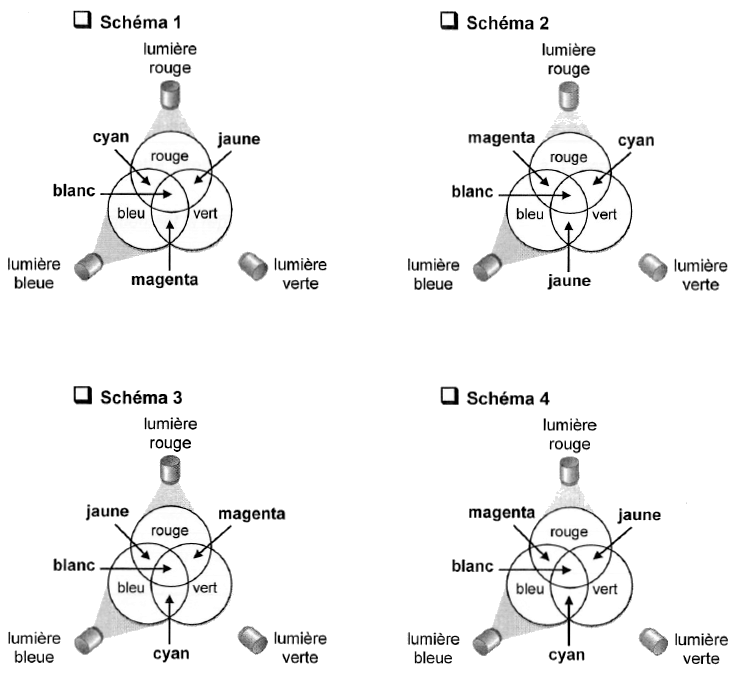 ❑ Schéma 1
lumière
rouge
cyan
jaune
rouge
blanc
bleu
vert
lumière
bleue
lumière
verte
magenta
❑ Schéma 2
lumière
rouge
magenta
cyan
rouge
blanc
bleu
vert
lumière
bleue
lumière
verte
jaune
❑ Schéma 3
lumière
rouge
jaune
magenta
rouge
blanc
bleu
vert
lumière
bleue
lumière
verte
cyan
❑ Schéma 4
lumière
rouge
magenta
jaune
rouge
blanc
bleu
vert
lumière
bleue
lumière
verte
cyan